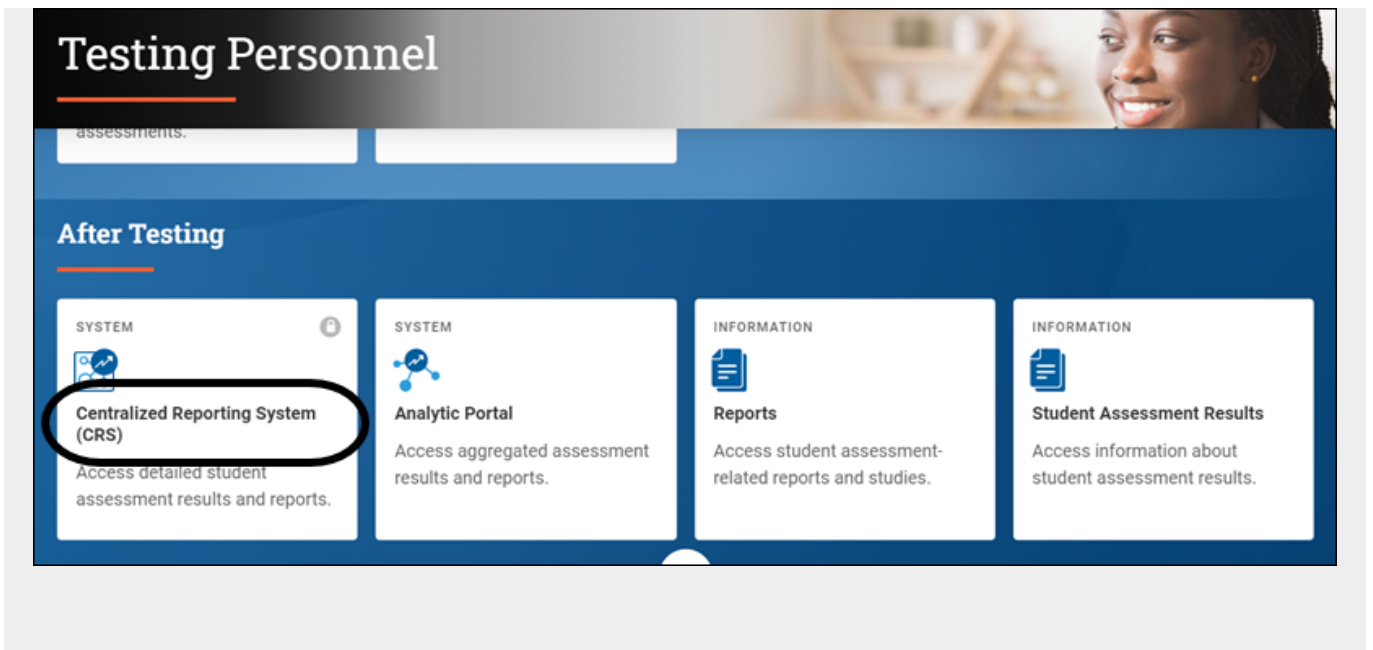 Testing Personnel
assessments.
After Testing
SYSTEM
Centralized Reporting System
(CRS)
Access detailed student
assessment results and reports.
SYSTEM
Analytic Portal
Access aggregated assessment
results and reports.
INFORMATION
Reports
Access student assessment-
related reports and studies.
INFORMATION
Student Assessment Results
Access information about
student assessment results.